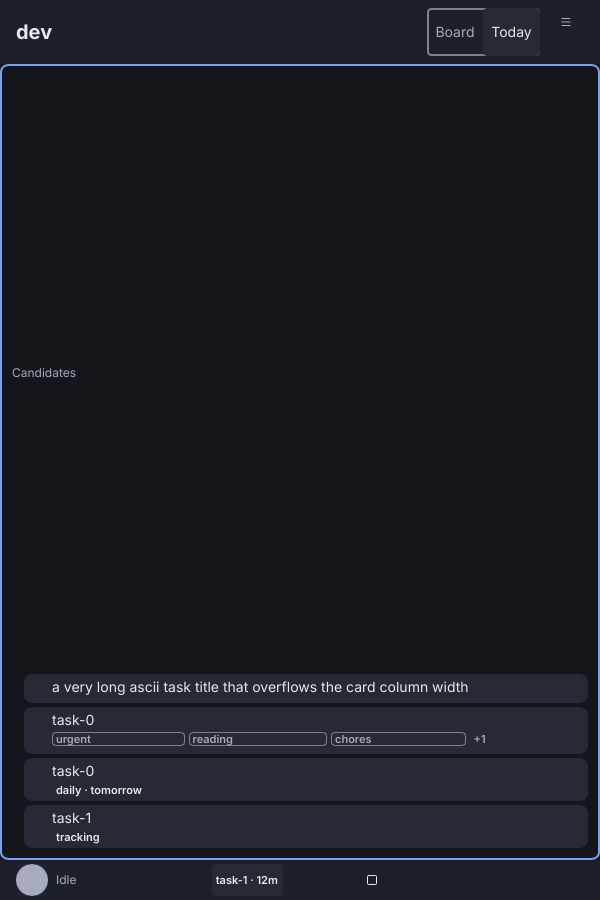 dev
Board Today ☰
Candidates
a very long ascii task title that overflows the card column width
task-0
urgent reading chores +1
task-0
daily · tomorrow
task-1
tracking
Idle task-1 · 12m